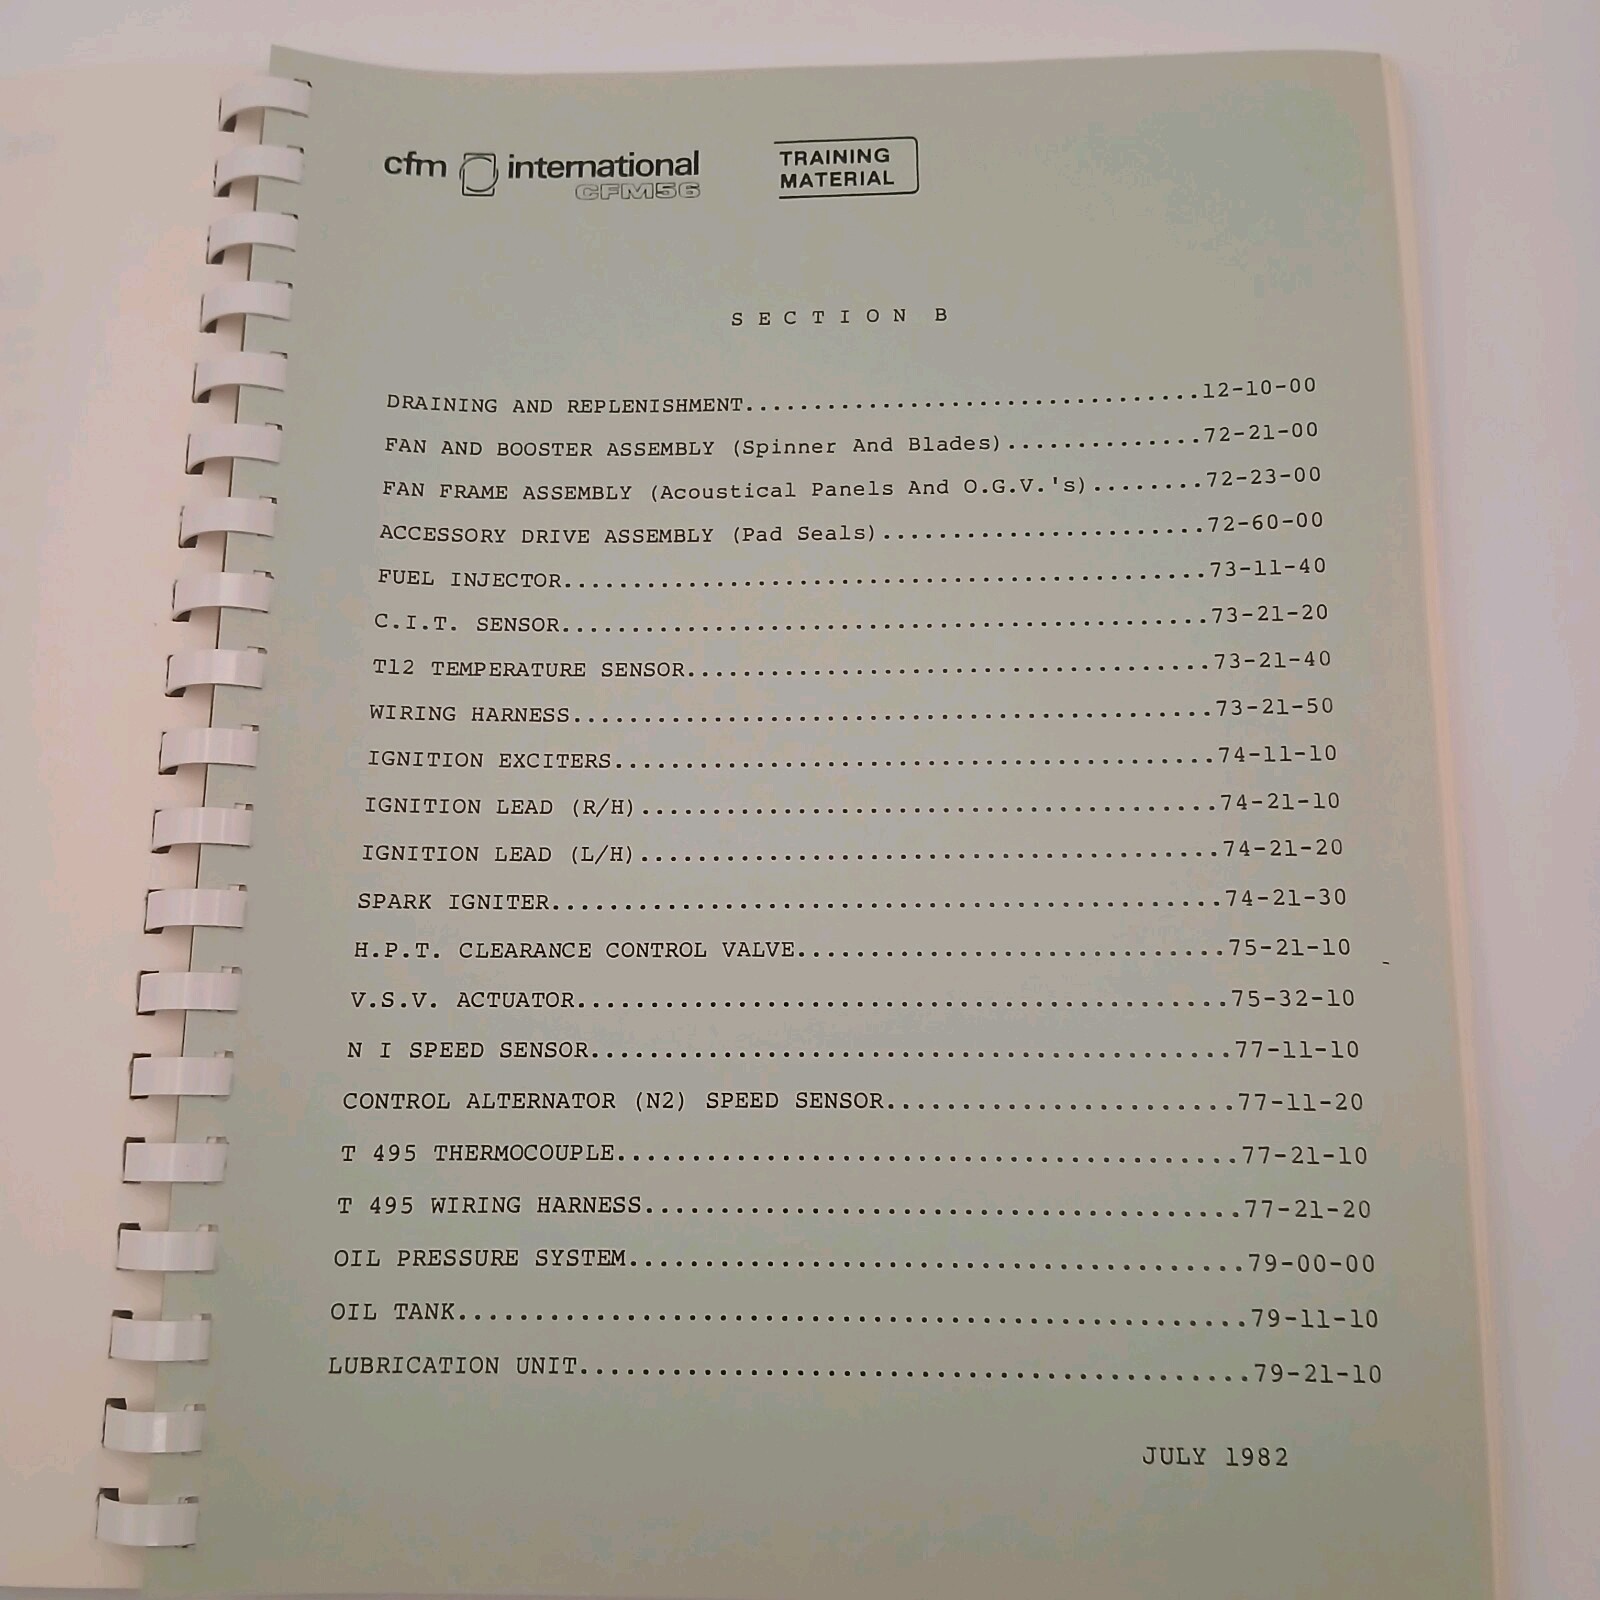 cfm international
CFM56
TRAINING
MATERIAL
SECTION B
DRAINING AND REPLENISHMENT.................................12-10-00
FAN AND BOOSTER ASSEMBLY (Spinner And Blades)..............72-21-00
FAN FRAME ASSEMBLY (Acoustical Panels And O.G.V.'s)........72-23-00
ACCESSORY DRIVE ASSEMBLY (Pad Seals).......................72-60-00
FUEL INJECTOR..............................................73-11-40
C.I.T. SENSOR..............................................73-21-20
T12 TEMPERATURE SENSOR.....................................73-21-40
WIRING HARNESS.............................................73-21-50
IGNITION EXCITERS..........................................74-11-10
IGNITION LEAD (R/H)........................................74-21-10
IGNITION LEAD (L/H)........................................74-21-20
SPARK IGNITER..............................................74-21-30
H.P.T. CLEARANCE CONTROL VALVE.............................75-21-10
V.S.V. ACTUATOR............................................75-32-10
N I SPEED SENSOR...........................................77-11-10
CONTROL ALTERNATOR (N2) SPEED SENSOR.......................77-11-20
T 495 THERMOCOUPLE.........................................77-21-10
T 495 WIRING HARNESS.......................................77-21-20
OIL PRESSURE SYSTEM........................................79-00-00
OIL TANK...................................................79-11-10
LUBRICATION UNIT...........................................79-21-10
JULY 1982